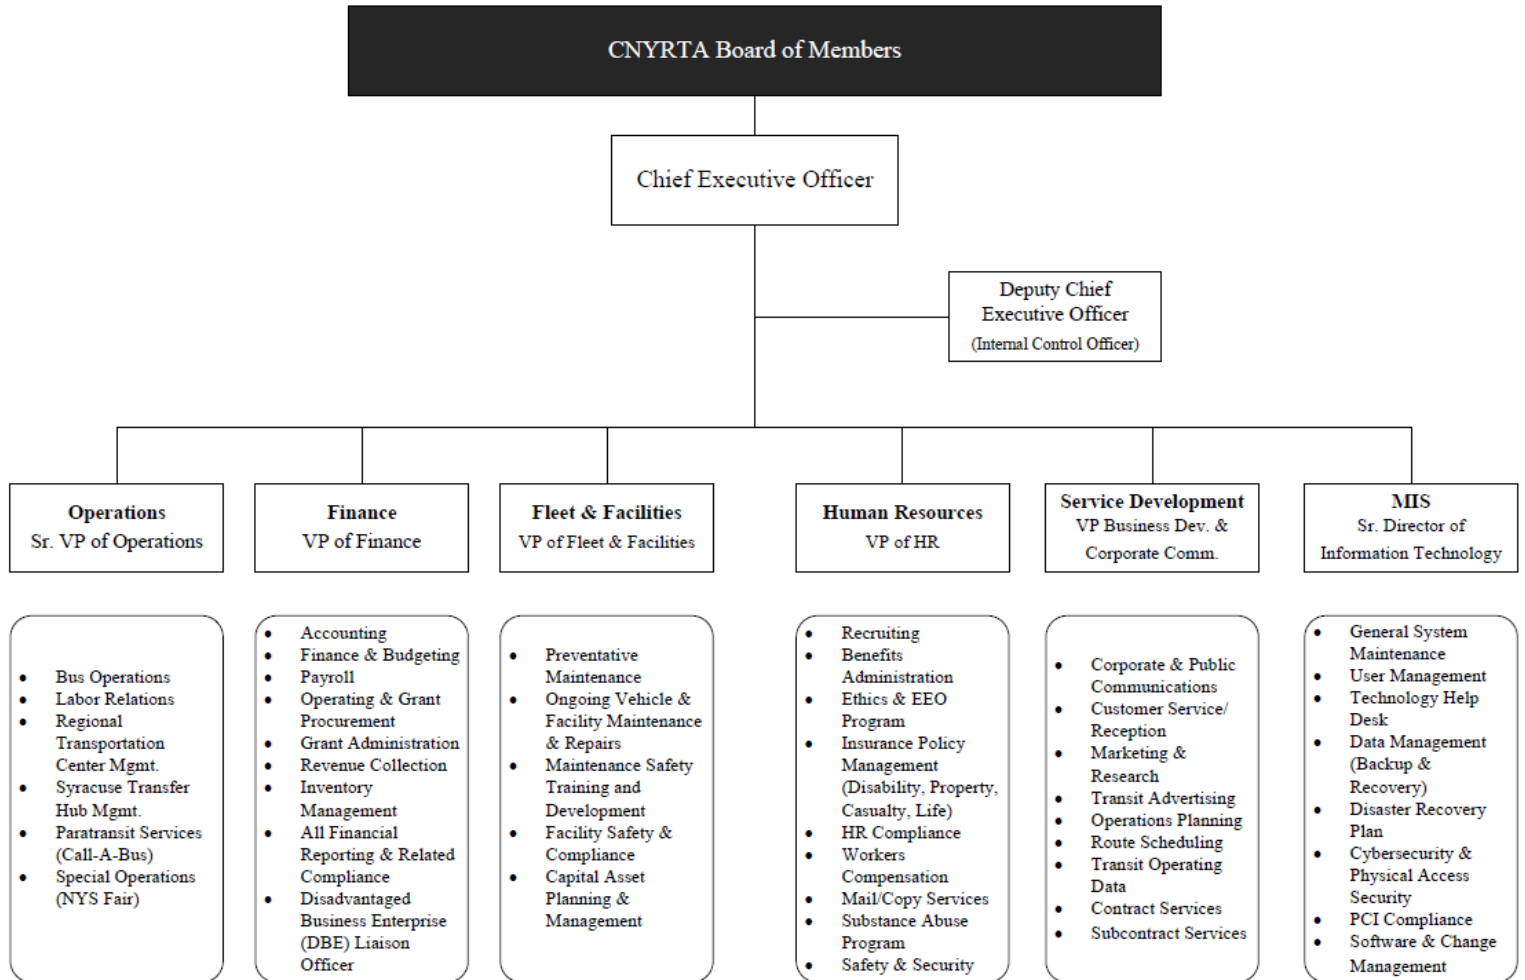 CNYRTA Board of Members
Chief Executive Officer
Deputy Chief
Executive Officer
(Internal Control Officer)
Operations
Sr. VP of Operations
Finance
VP of Finance
Fleet & Facilities
VP of Fleet & Facilities
Human Resources
VP of HR
Service Development
VP Business Dev. &
Corporate Comm.
MIS
Sr. Director of
Information Technology
• Bus Operations
• Labor Relations
• Regional
Transportation
Center Mgmt.
• Syracuse Transfer
Hub Mgmt.
• Paratransit Services
(Call-A-Bus)
• Special Operations
(NYS Fair)
• Accounting
• Finance & Budgeting
• Payroll
• Operating & Grant
Procurement
• Grant Administration
• Revenue Collection
• Inventory
Management
• All Financial
Reporting & Related
Compliance
• Disadvantaged
Business Enterprise
(DBE) Liaison
Officer
• Preventative
Maintenance
• Ongoing Vehicle &
Facility Maintenance
& Repairs
• Maintenance Safety
Training and
Development
• Facility Safety &
Compliance
• Capital Asset
Planning &
Management
• Recruiting
• Benefits
Administration
• Ethics & EEO
Program
• Insurance Policy
Management
(Disability, Property,
Casualty, Life)
• HR Compliance
• Workers
Compensation
• Mail/Copy Services
• Substance Abuse
Program
• Safety & Security
• Corporate & Public
Communications
• Customer Service/
Reception
• Marketing &
Research
• Transit Advertising
• Operations Planning
• Route Scheduling
• Transit Operating
Data
• Contract Services
• Subcontract Services
• General System
Maintenance
• User Management
• Technology Help
Desk
• Data Management
(Backup &
Recovery)
• Disaster Recovery
Plan
• Cybersecurity &
Physical Access
Security
• PCI Compliance
• Software & Change
Management